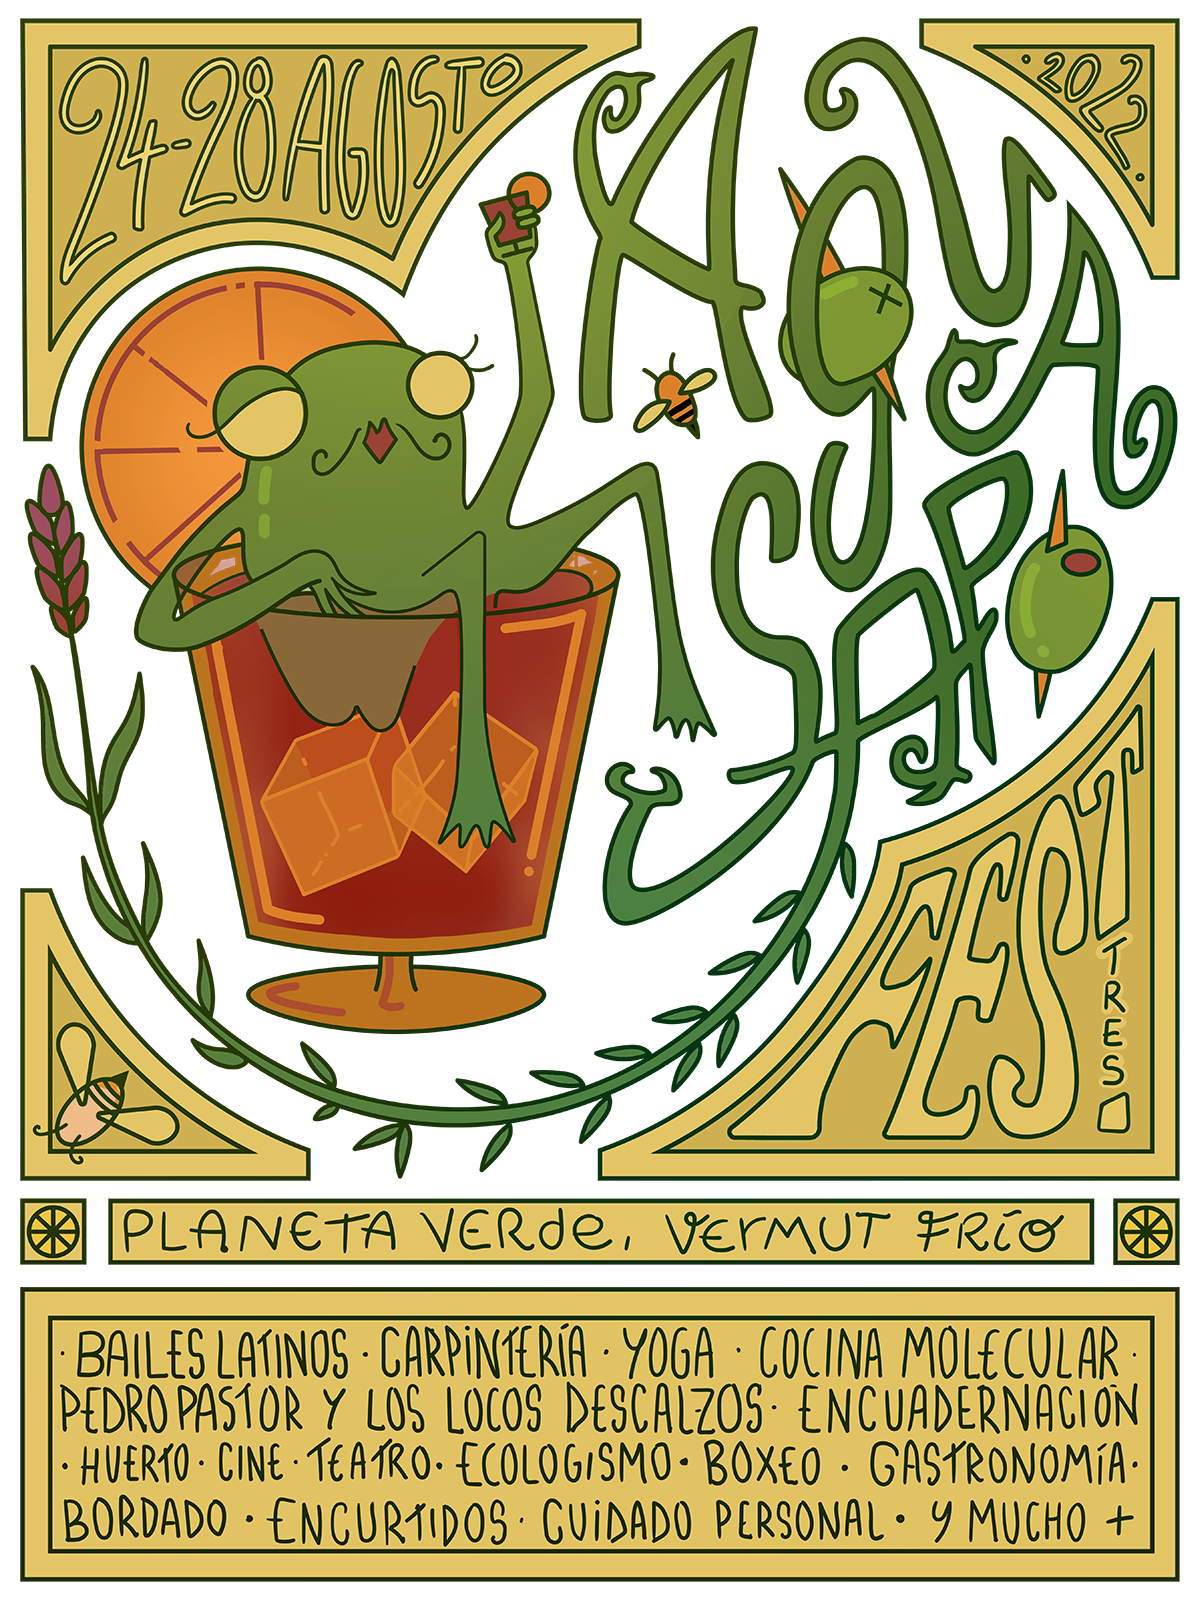 24-28 AGOSTO
·2022·
AGUA
SAPO
FEST
TRES
PLANETA VERde, VerMUT FRío
· BAILES LATINOS · CARPINTERÍA · YOGA · COCINA MOLECULAR ·
PEDRO PASTOR Y LOS LOCOS DESCALZOS · ENCUADERNACIÓN
· HUERTO · CINE · TEATRO · ECOLOGISMO · BOXEO · GASTRONOMÍA ·
BORDADO · ENCURTIDOS · CUIDADO PERSONAL · Y MUCHO +